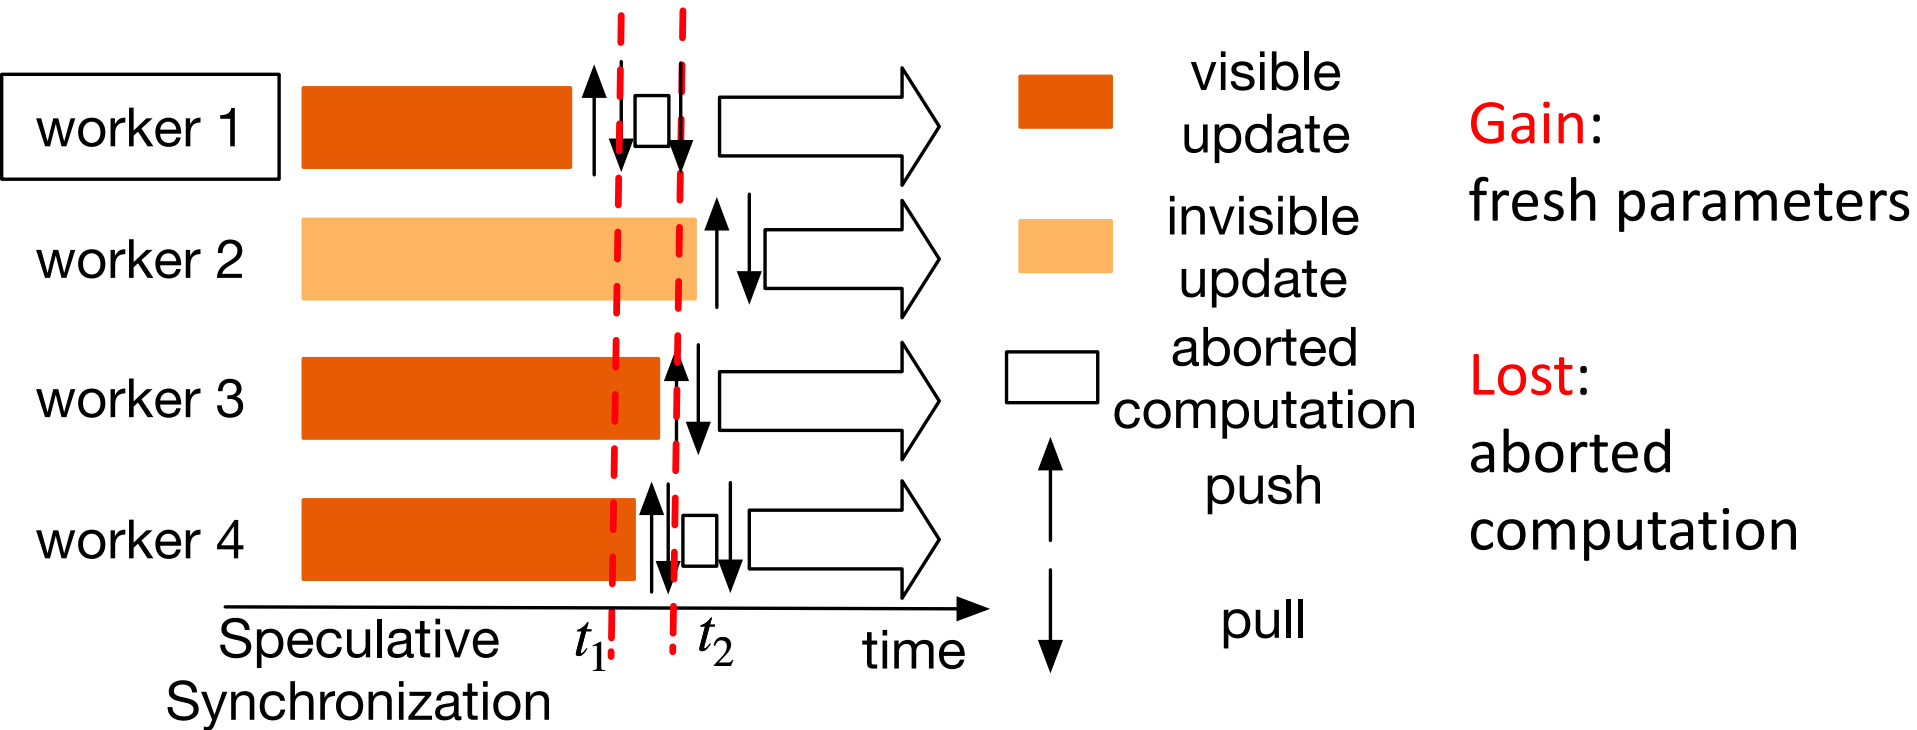 worker 1
worker 2
worker 3
worker 4
Speculative
Synchronization
t₁
t₂
time
visible
update
invisible
update
aborted
computation
push
pull
Gain:
fresh parameters
Lost:
aborted
computation